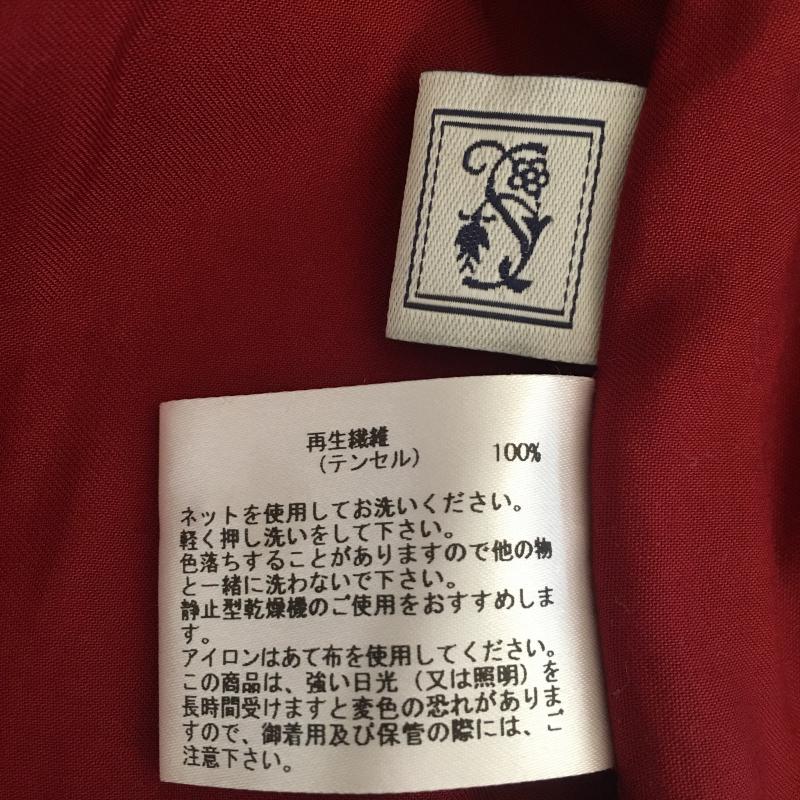 再生繊維
（テンセル） 100%
ネットを使用してお洗いください。
軽く押し洗いをして下さい。
色落ちすることがありますので他の物
と一緒に洗わないで下さい。
静止型乾燥機のご使用をおすすめしま
す。
アイロンはあて布を使用してください。
この商品は、強い日光（又は照明）を
長時間受けますと変色の恐れがありま
すので、御着用及び保管の際には、ご
注意下さい。